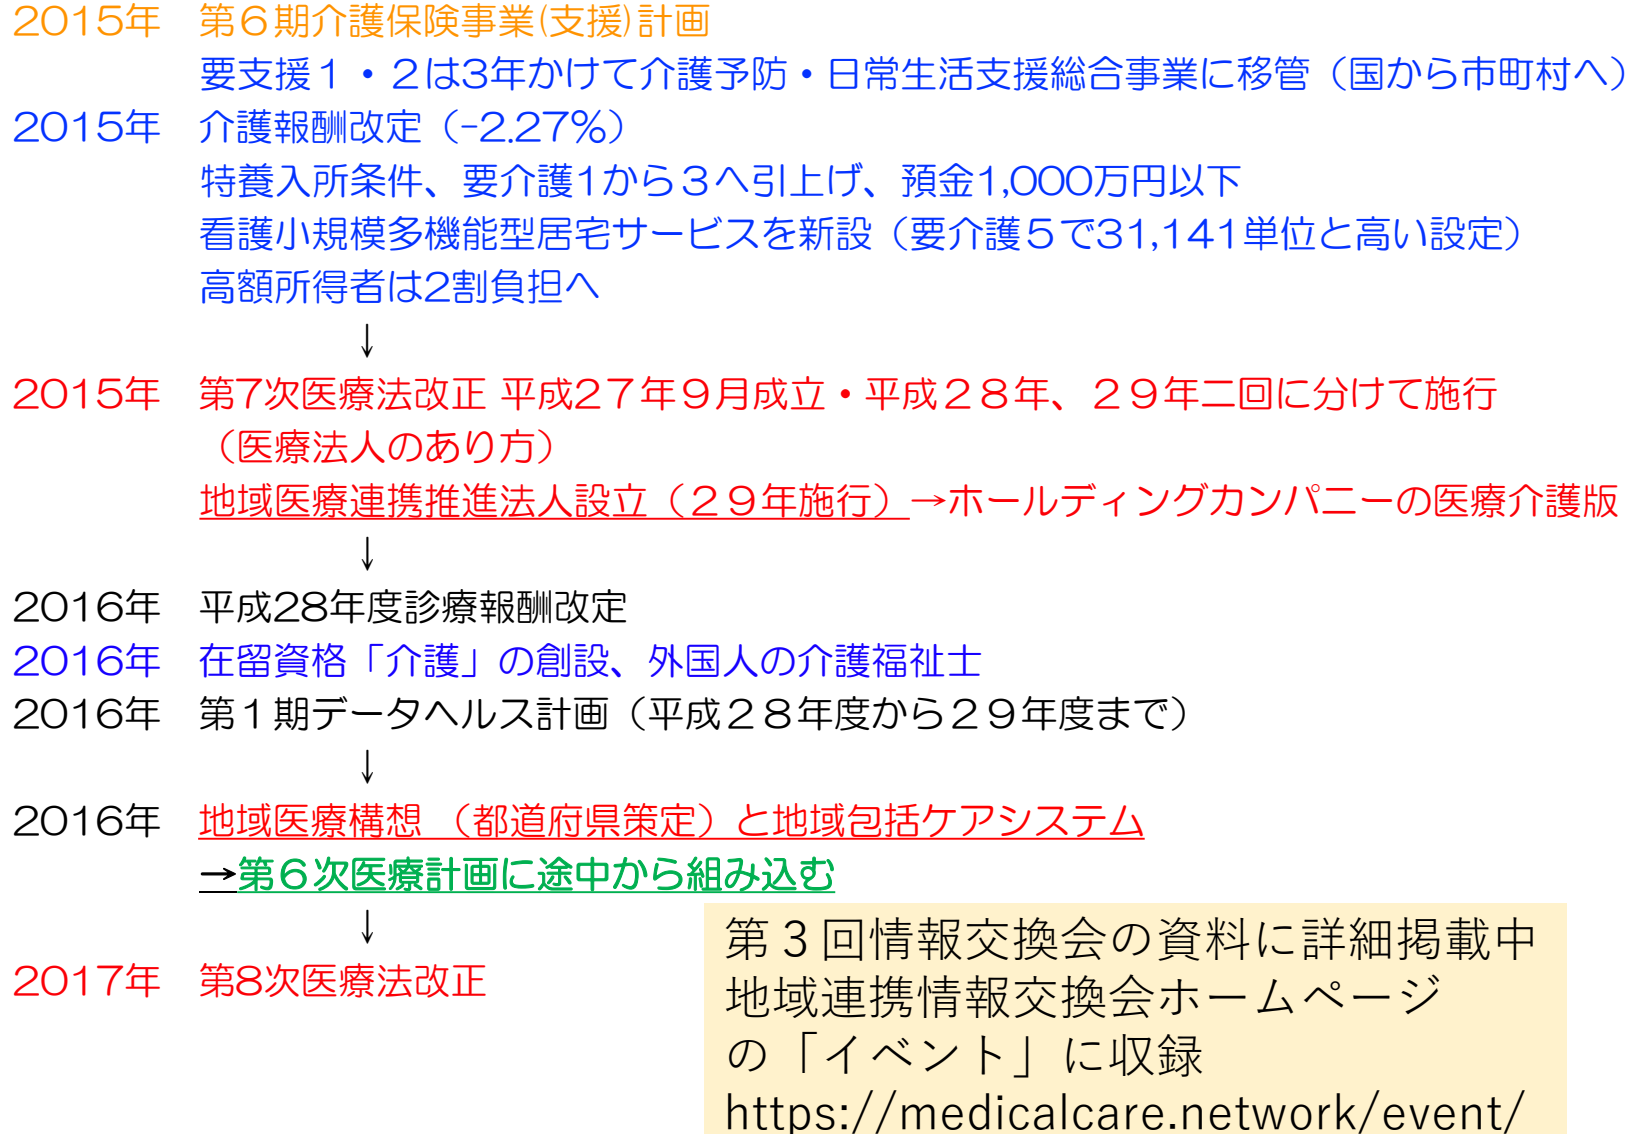 2015年 第６期介護保険事業(支援)計画
要支援１・２は3年かけて介護予防・日常生活支援総合事業に移管（国から市町村へ）
2015年 介護報酬改定（-2.27%）
特養入所条件、要介護1から３へ引上げ、預金1,000万円以下
看護小規模多機能型居宅サービスを新設（要介護５で31,141単位と高い設定）
高額所得者は2割負担へ
↓
2015年 第7次医療法改正 平成27年９月成立・平成２８年、２９年二回に分けて施行
（医療法人のあり方）
地域医療連携推進法人設立（２９年施行）→ホールディングカンパニーの医療介護版
↓
2016年 平成28年度診療報酬改定
2016年 在留資格「介護」の創設、外国人の介護福祉士
2016年 第１期データヘルス計画（平成２８年度から２９年度まで）
↓
2016年 地域医療構想 （都道府県策定）と地域包括ケアシステム
→第６次医療計画に途中から組み込む
↓
2017年 第8次医療法改正
第３回情報交換会の資料に詳細掲載中
地域連携情報交換会ホームページ
の「イベント」に収録
https://medicalcare.network/event/